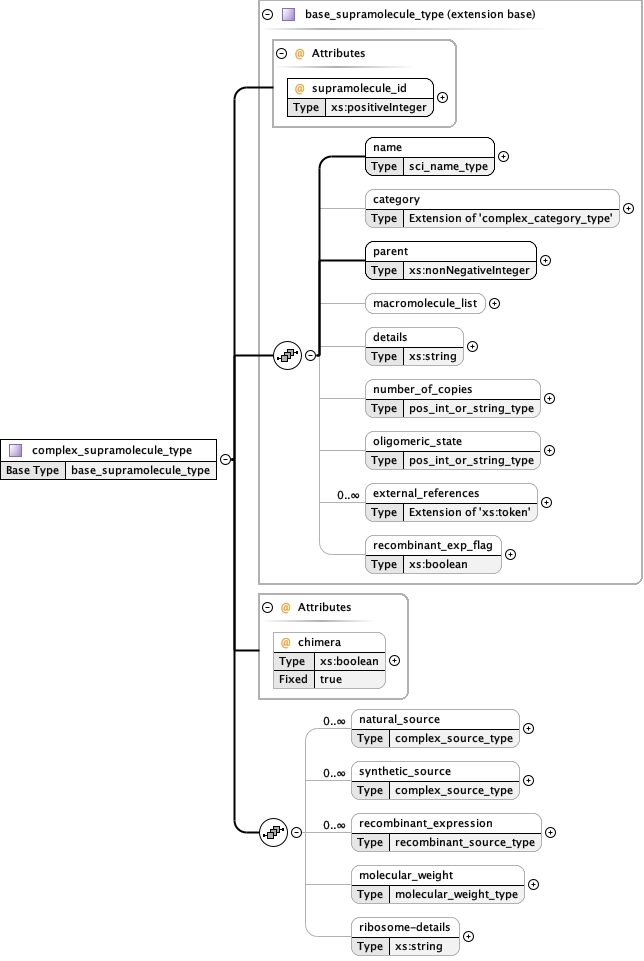 base_supramolecule_type (extension base)
@ Attributes
@ supramolecule_id
Type xs:positiveInteger
name
Type sci_name_type
category
Type Extension of 'complex_category_type'
parent
Type xs:nonNegativeInteger
macromolecule_list
details
Type xs:string
number_of_copies
Type pos_int_or_string_type
oligomeric_state
Type pos_int_or_string_type
complex_supramolecule_type
Base Type base_supramolecule_type
0..∞ external_references
Type Extension of 'xs:token'
recombinant_exp_flag
Type xs:boolean
@ Attributes
@ chimera
Type xs:boolean
Fixed true
0..∞ natural_source
Type complex_source_type
0..∞ synthetic_source
Type complex_source_type
0..∞ recombinant_expression
Type recombinant_source_type
molecular_weight
Type molecular_weight_type
ribosome-details
Type xs:string